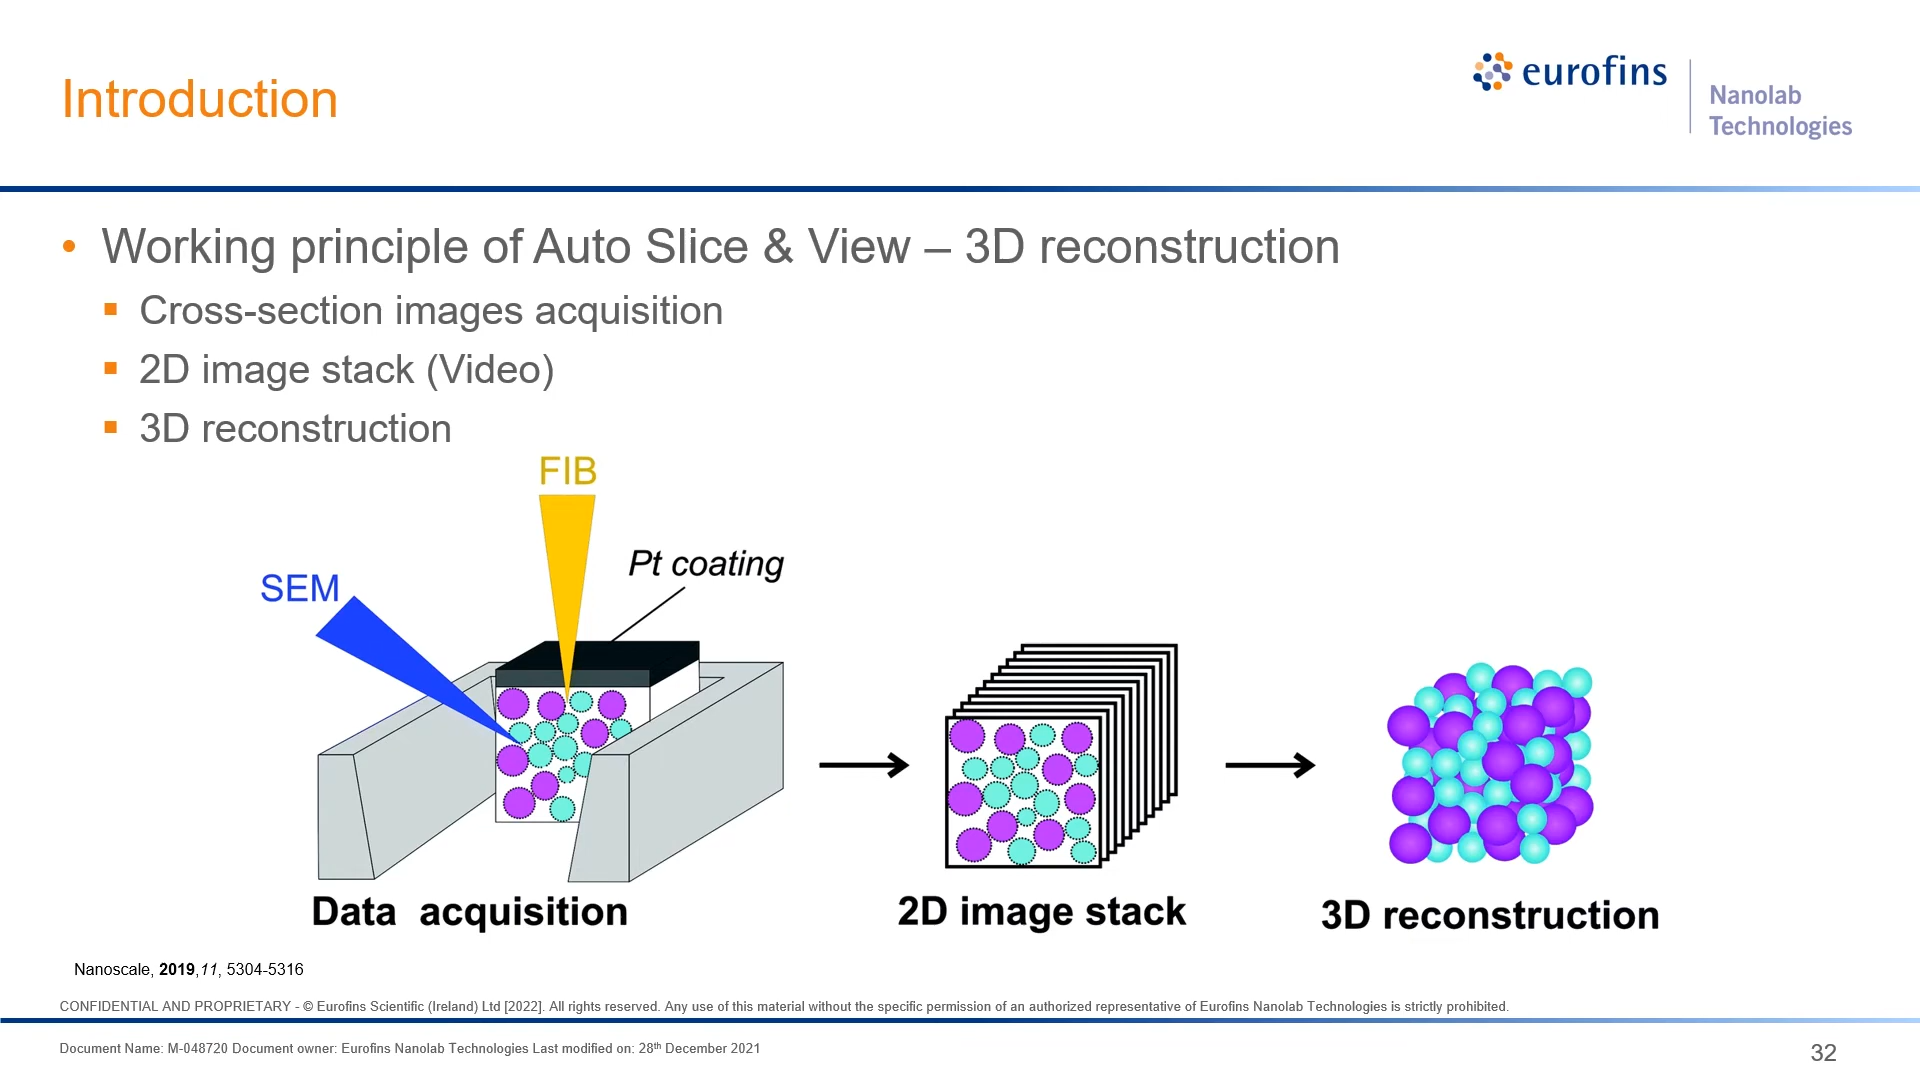 Introduction
eurofins
Nanolab
Technologies
• Working principle of Auto Slice & View – 3D reconstruction
▪ Cross-section images acquisition
▪ 2D image stack (Video)
▪ 3D reconstruction
FIB
Pt coating
SEM
Data acquisition
2D image stack
3D reconstruction
Nanoscale, 2019,11, 5304-5316
CONFIDENTIAL AND PROPRIETARY - © Eurofins Scientific (Ireland) Ltd [2022]. All rights reserved. Any use of this material without the specific permission of an authorized representative of Eurofins Nanolab Technologies is strictly prohibited.
Document Name: M-048720 Document owner: Eurofins Nanolab Technologies Last modified on: 28th December 2021
32